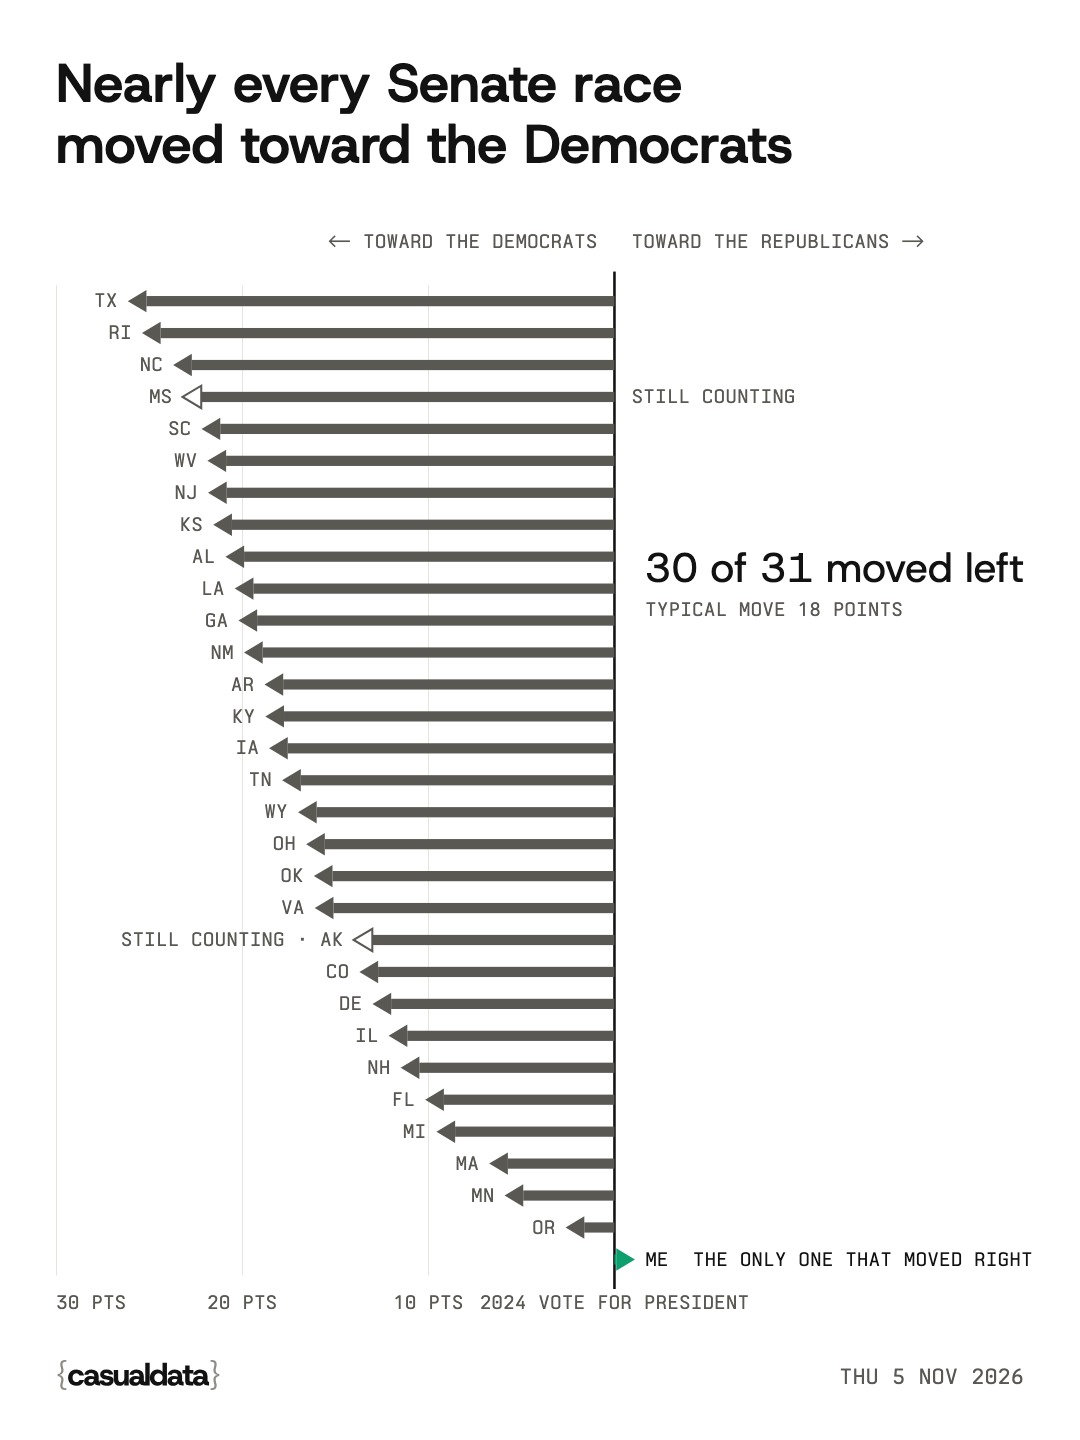 Nearly every Senate race
moved toward the Democrats
← TOWARD THE DEMOCRATS TOWARD THE REPUBLICANS →
TX
RI
NC
MS STILL COUNTING
SC
WV
NJ
KS
AL
30 of 31 moved left
LA
TYPICAL MOVE 18 POINTS
GA
NM
AR
KY
IA
TN
WY
OH
OK
VA
STILL COUNTING · AK
CO
DE
IL
NH
FL
MI
MA
MN
OR
ME THE ONLY ONE THAT MOVED RIGHT
30 PTS 20 PTS 10 PTS 2024 VOTE FOR PRESIDENT
{casualdata} THU 5 NOV 2026